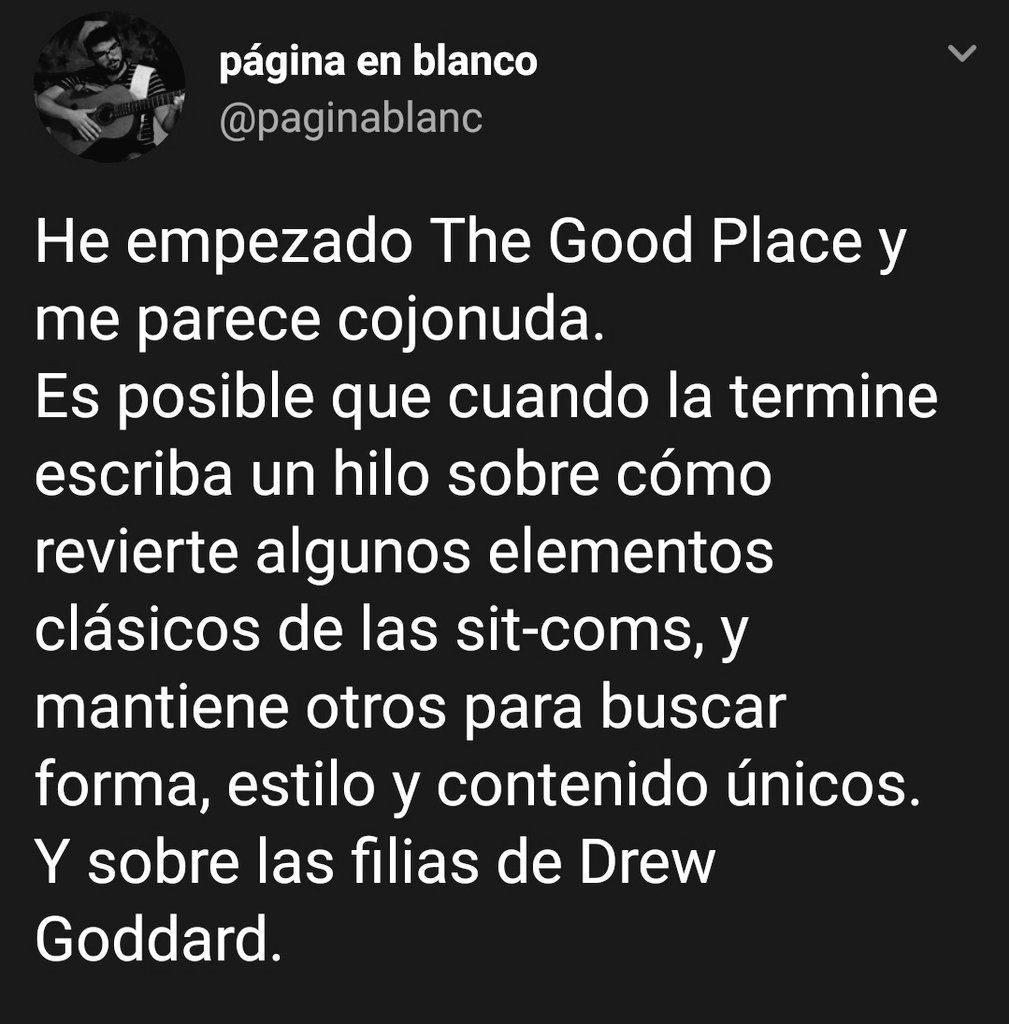 página en blanco
@paginablanc
He empezado The Good Place y
me parece cojonuda.
Es posible que cuando la termine
escriba un hilo sobre cómo
revierte algunos elementos
clásicos de las sit-coms, y
mantiene otros para buscar
forma, estilo y contenido únicos.
Y sobre las filias de Drew
Goddard.